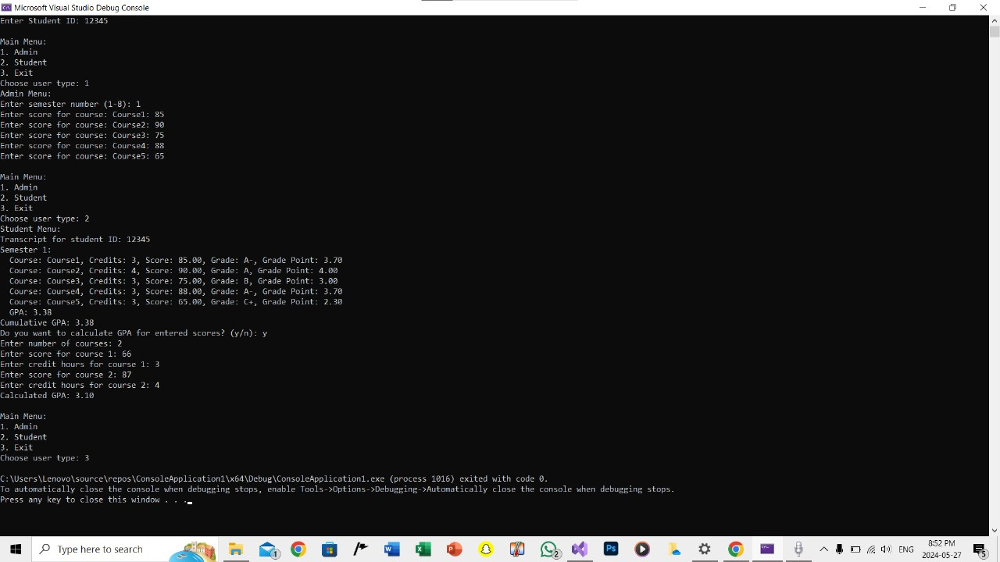 Microsoft Visual Studio Debug Console
Enter Student ID: 12345
Main Menu:
1. Admin
2. Student
3. Exit
Choose user type: 1
Admin Menu:
Enter semester number (1-8): 1
Enter score for course: Course1: 85
Enter score for course: Course2: 90
Enter score for course: Course3: 75
Enter score for course: Course4: 88
Enter score for course: Course5: 65
Main Menu:
1. Admin
2. Student
3. Exit
Choose user type: 2
Student Menu:
Transcript for student ID: 12345
Semester 1:
Course: Course1, Credits: 3, Score: 85.00, Grade: A-, Grade Point: 3.70
Course: Course2, Credits: 4, Score: 90.00, Grade: A, Grade Point: 4.00
Course: Course3, Credits: 3, Score: 75.00, Grade: B, Grade Point: 3.00
Course: Course4, Credits: 3, Score: 88.00, Grade: A-, Grade Point: 3.70
Course: Course5, Credits: 3, Score: 65.00, Grade: C+, Grade Point: 2.30
GPA: 3.38
Cumulative GPA: 3.38
Do you want to calculate GPA for entered scores? (y/n): y
Enter number of courses: 2
Enter score for course 1: 66
Enter credit hours for course 1: 3
Enter score for course 2: 87
Enter credit hours for course 2: 4
Calculated GPA: 3.10
Main Menu:
1. Admin
2. Student
3. Exit
Choose user type: 3
C:\Users\Lenovo\source\repos\ConsoleApplication1\x64\Debug\ConsoleApplication1.exe (process 1016) exited with code 0.
To automatically close the console when debugging stops, enable Tools->Options->Debugging->Automatically close the console when debugging stops.
Press any key to close this window . . .
Type here to search
1
W
X
P
2
Ps
ENG
8:52 PM
2024-05-27
5